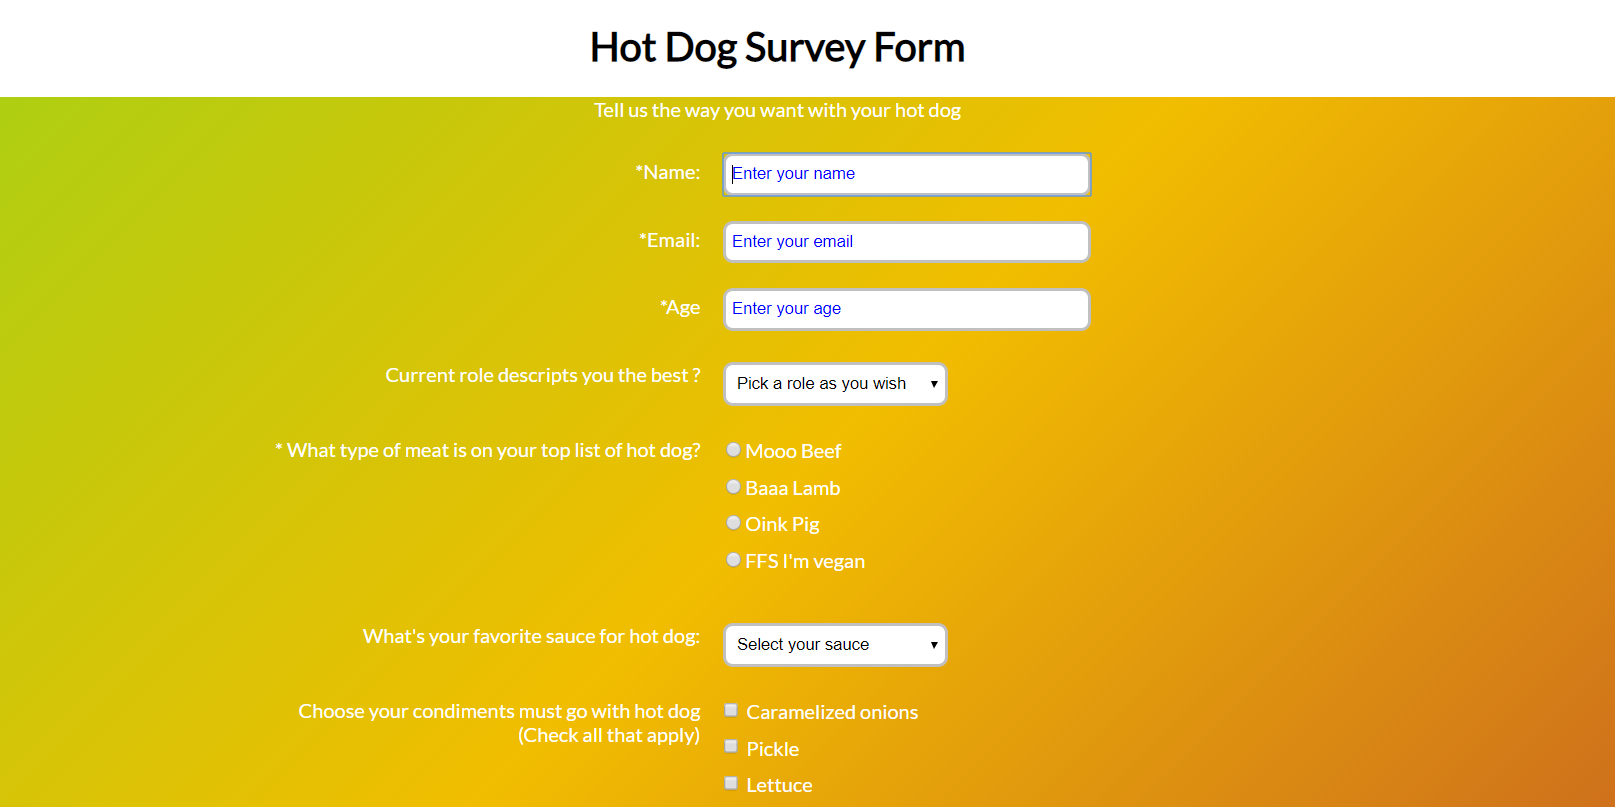 Hot Dog Survey Form
Tell us the way you want with your hot dog
*Name:
Enter your name
*Email:
Enter your email
*Age
Enter your age
Current role descripts you the best ?
Pick a role as you wish
* What type of meat is on your top list of hot dog?
Mooo Beef
Baaa Lamb
Oink Pig
FFS I'm vegan
What's your favorite sauce for hot dog:
Select your sauce
Choose your condiments must go with hot dog
(Check all that apply)
Caramelized onions
Pickle
Lettuce